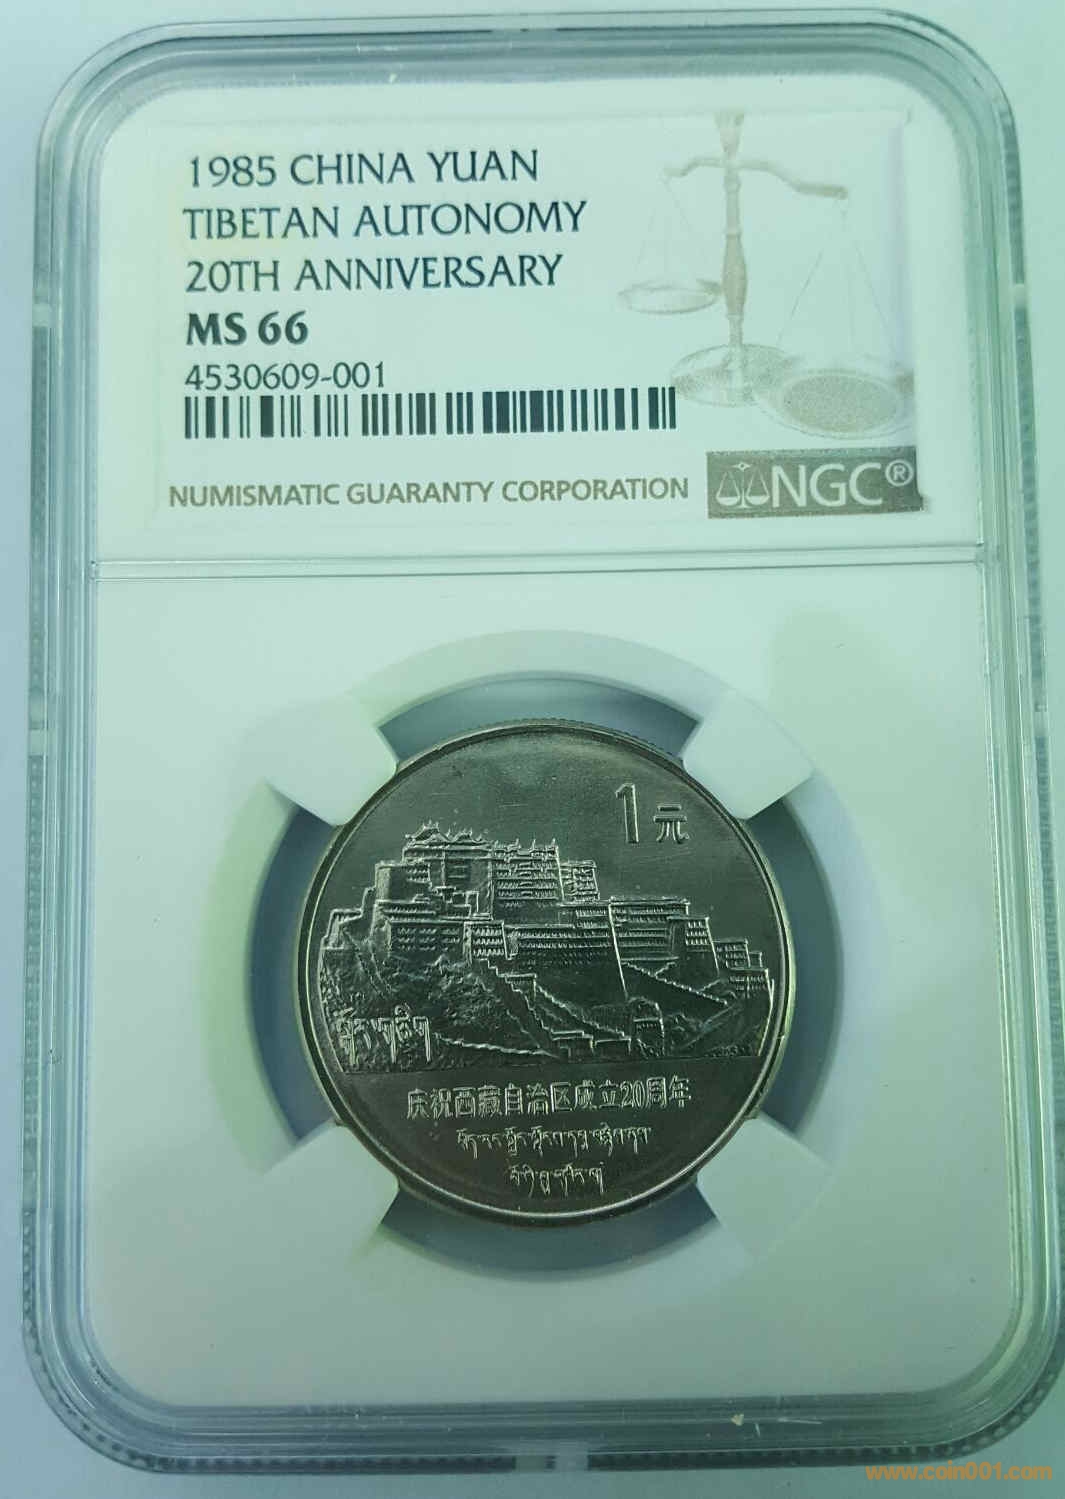 1985 CHINA YUAN
TIBETAN AUTONOMY
20TH ANNIVERSARY
MS 66
4530609-001
NUMISMATIC GUARANTY CORPORATION
NGC®
1元
庆祝西藏自治区成立20周年
www.coin001.com